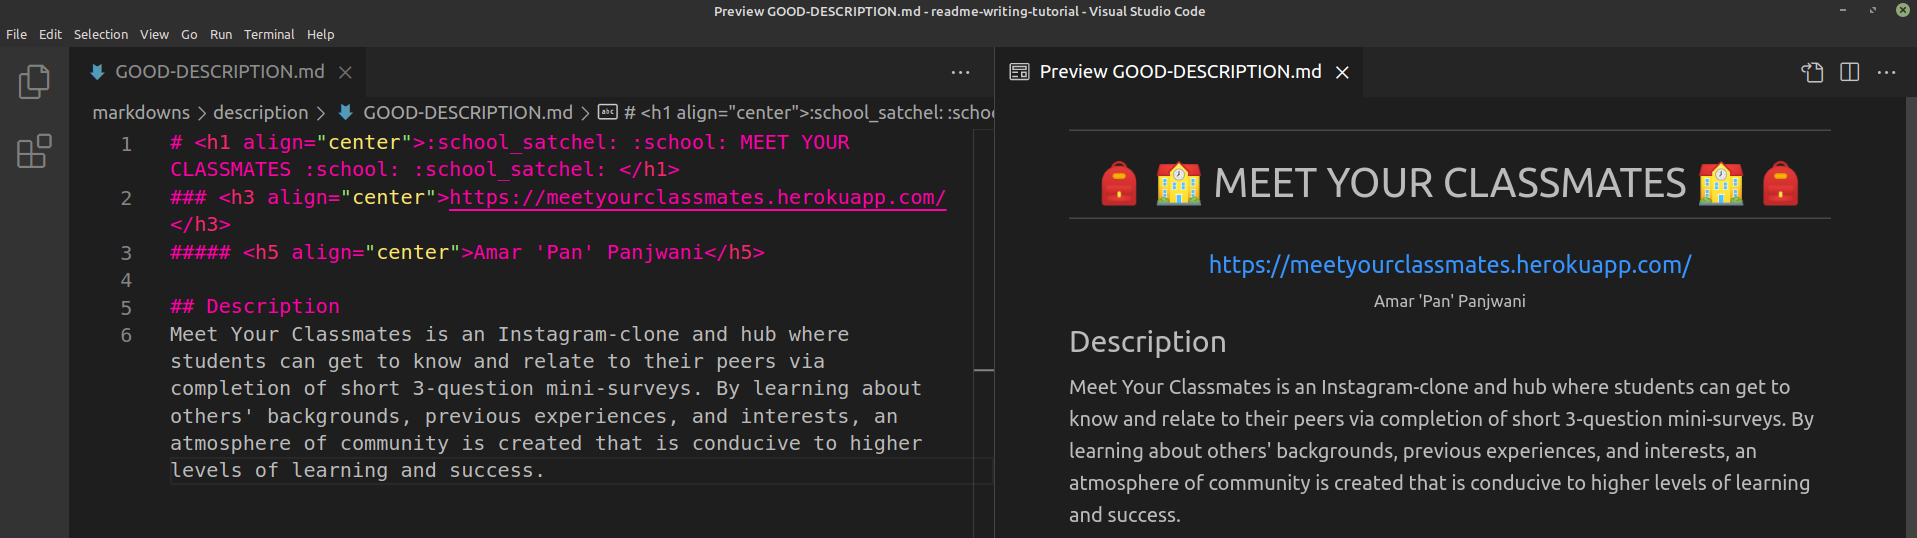 Preview GOOD-DESCRIPTION.md - readme-writing-tutorial - Visual Studio Code
File Edit Selection View Go Run Terminal Help
GOOD-DESCRIPTION.md
markdowns > description > GOOD-DESCRIPTION.md > # <h1 align="center">:school_satchel: :schoo
1 # <h1 align="center">:school_satchel: :school: MEET YOUR
CLASSMATES :school: :school_satchel: </h1>
2 ### <h3 align="center">https://meetyourclassmates.herokuapp.com/
</h3>
3 ##### <h5 align="center">Amar 'Pan' Panjwani</h5>
4
5 ## Description
6 Meet Your Classmates is an Instagram-clone and hub where
students can get to know and relate to their peers via
completion of short 3-question mini-surveys. By learning about
others' backgrounds, previous experiences, and interests, an
atmosphere of community is created that is conducive to higher
levels of learning and success.
Preview GOOD-DESCRIPTION.md
MEET YOUR CLASSMATES
https://meetyourclassmates.herokuapp.com/
Amar 'Pan' Panjwani
Description
Meet Your Classmates is an Instagram-clone and hub where students can get to
know and relate to their peers via completion of short 3-question mini-surveys. By
learning about others' backgrounds, previous experiences, and interests, an
atmosphere of community is created that is conducive to higher levels of learning
and success.